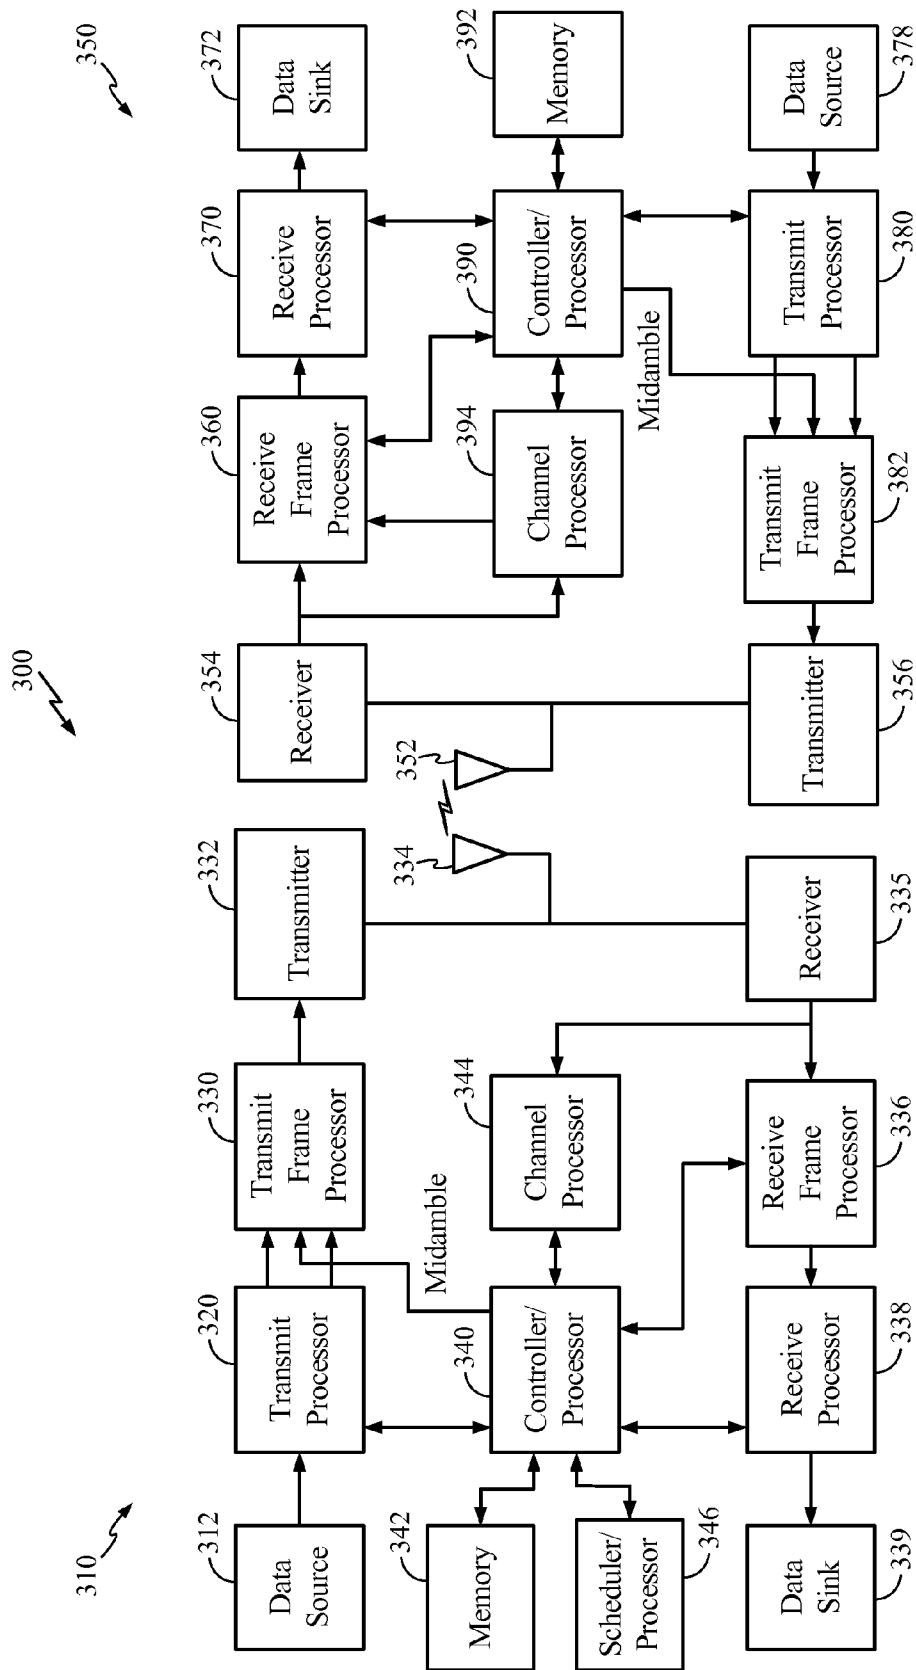 300
310
350
312
Data
Source
320
Transmit
Processor
330
Transmit
Frame
Processor
332
Transmitter
354
Receiver
360
Receive
Frame
Processor
370
Receive
Processor
372
Data
Sink
Midamble
334
352
342
Memory
340
Controller/
Processor
344
Channel
Processor
394
Channel
Processor
390
Controller/
Processor
392
Memory
Scheduler/
Processor
346
Midamble
Data
Sink
339
Receive
Processor
338
Receive
Frame
Processor
336
Receiver
335
Transmitter
356
Transmit
Frame
Processor
382
Transmit
Processor
380
Data
Source
378